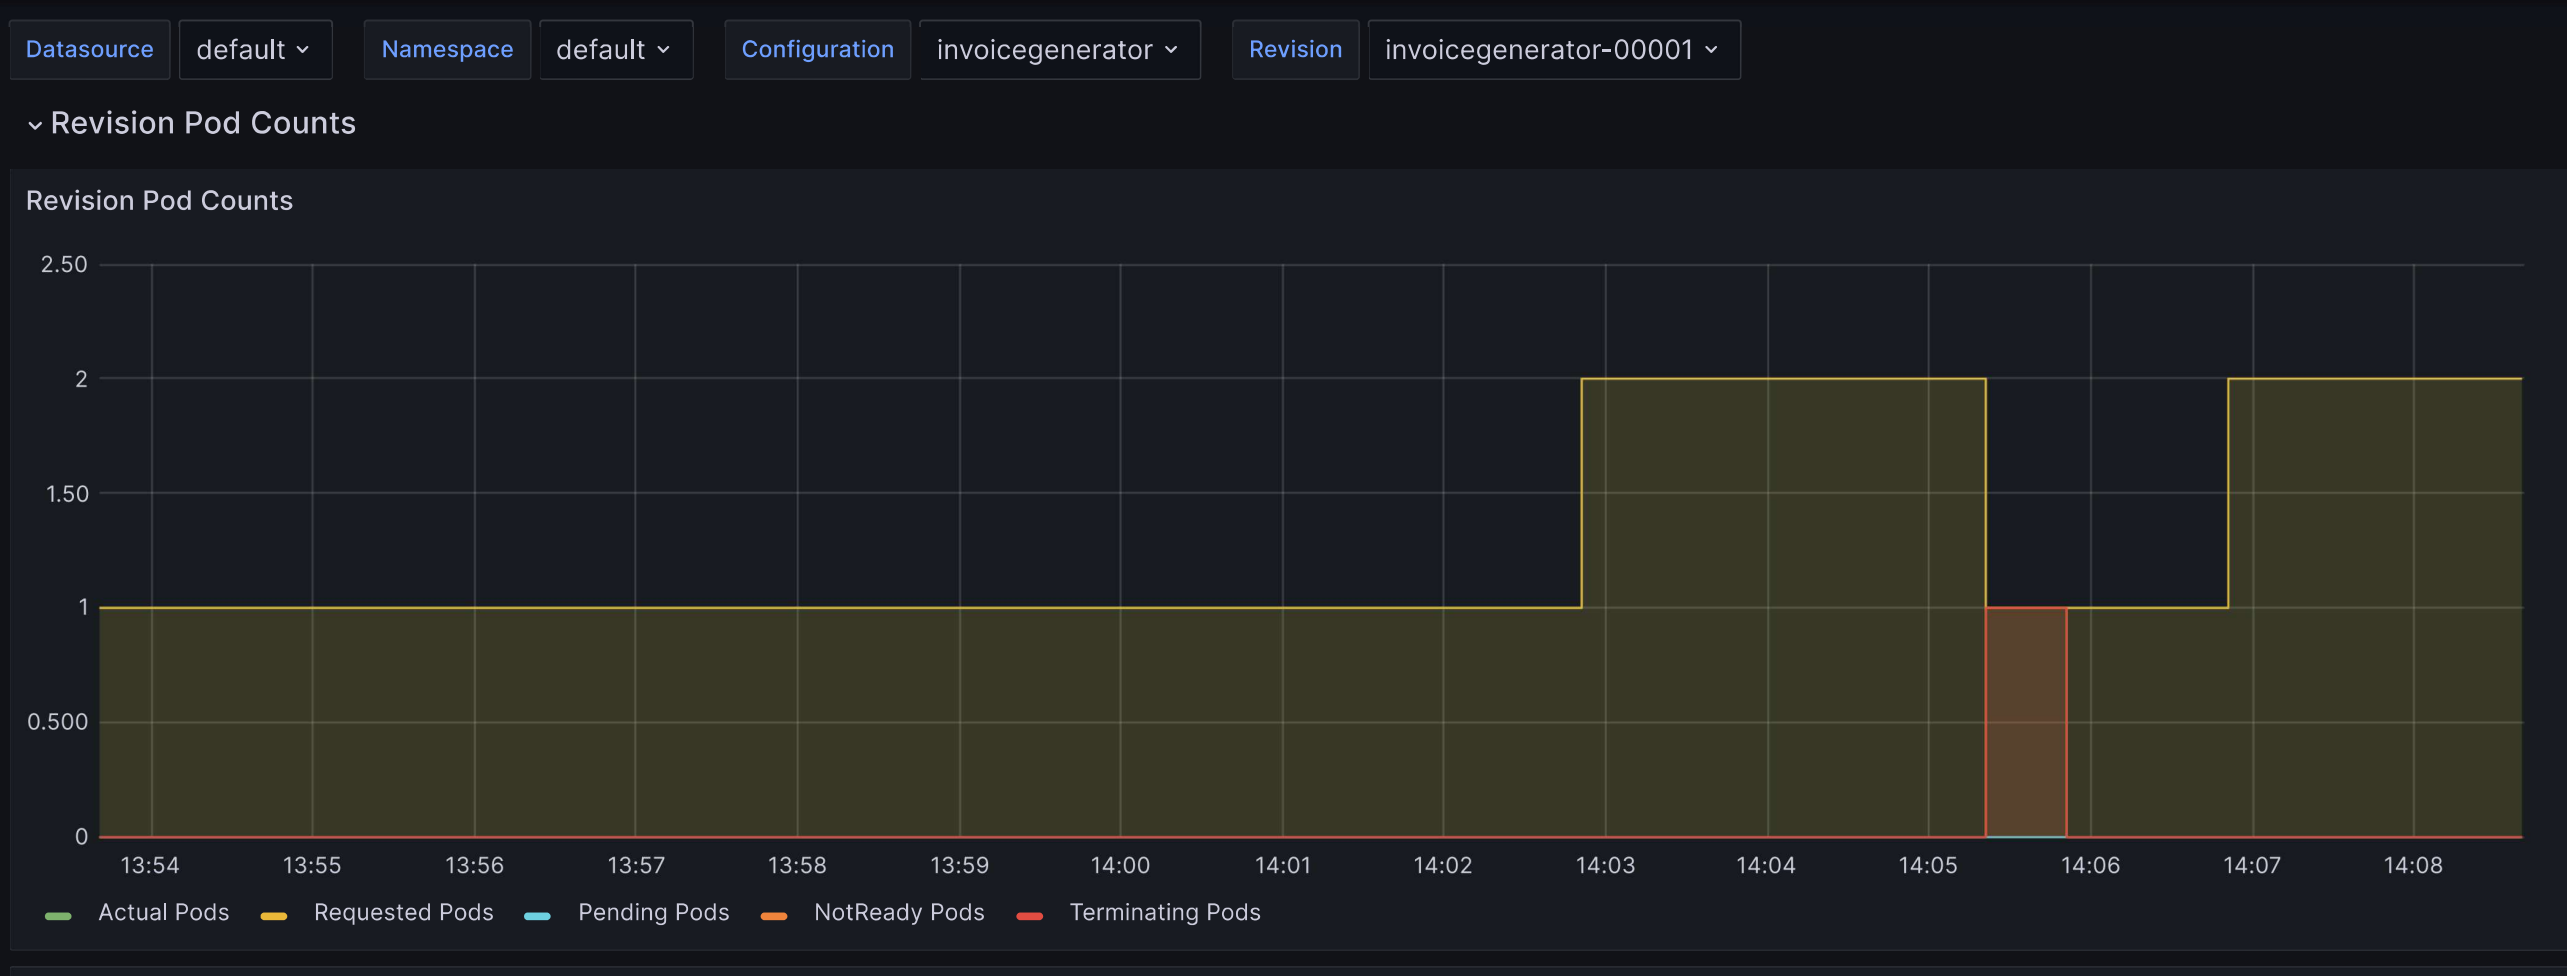 Datasource default Namespace default Configuration invoicegenerator Revision invoicegenerator-00001
Revision Pod Counts
Revision Pod Counts
2.50
2
1.50
1
0.500
0
13:54 13:55 13:56 13:57 13:58 13:59 14:00 14:01 14:02 14:03 14:04 14:05 14:06 14:07 14:08
Actual Pods Requested Pods Pending Pods NotReady Pods Terminating Pods